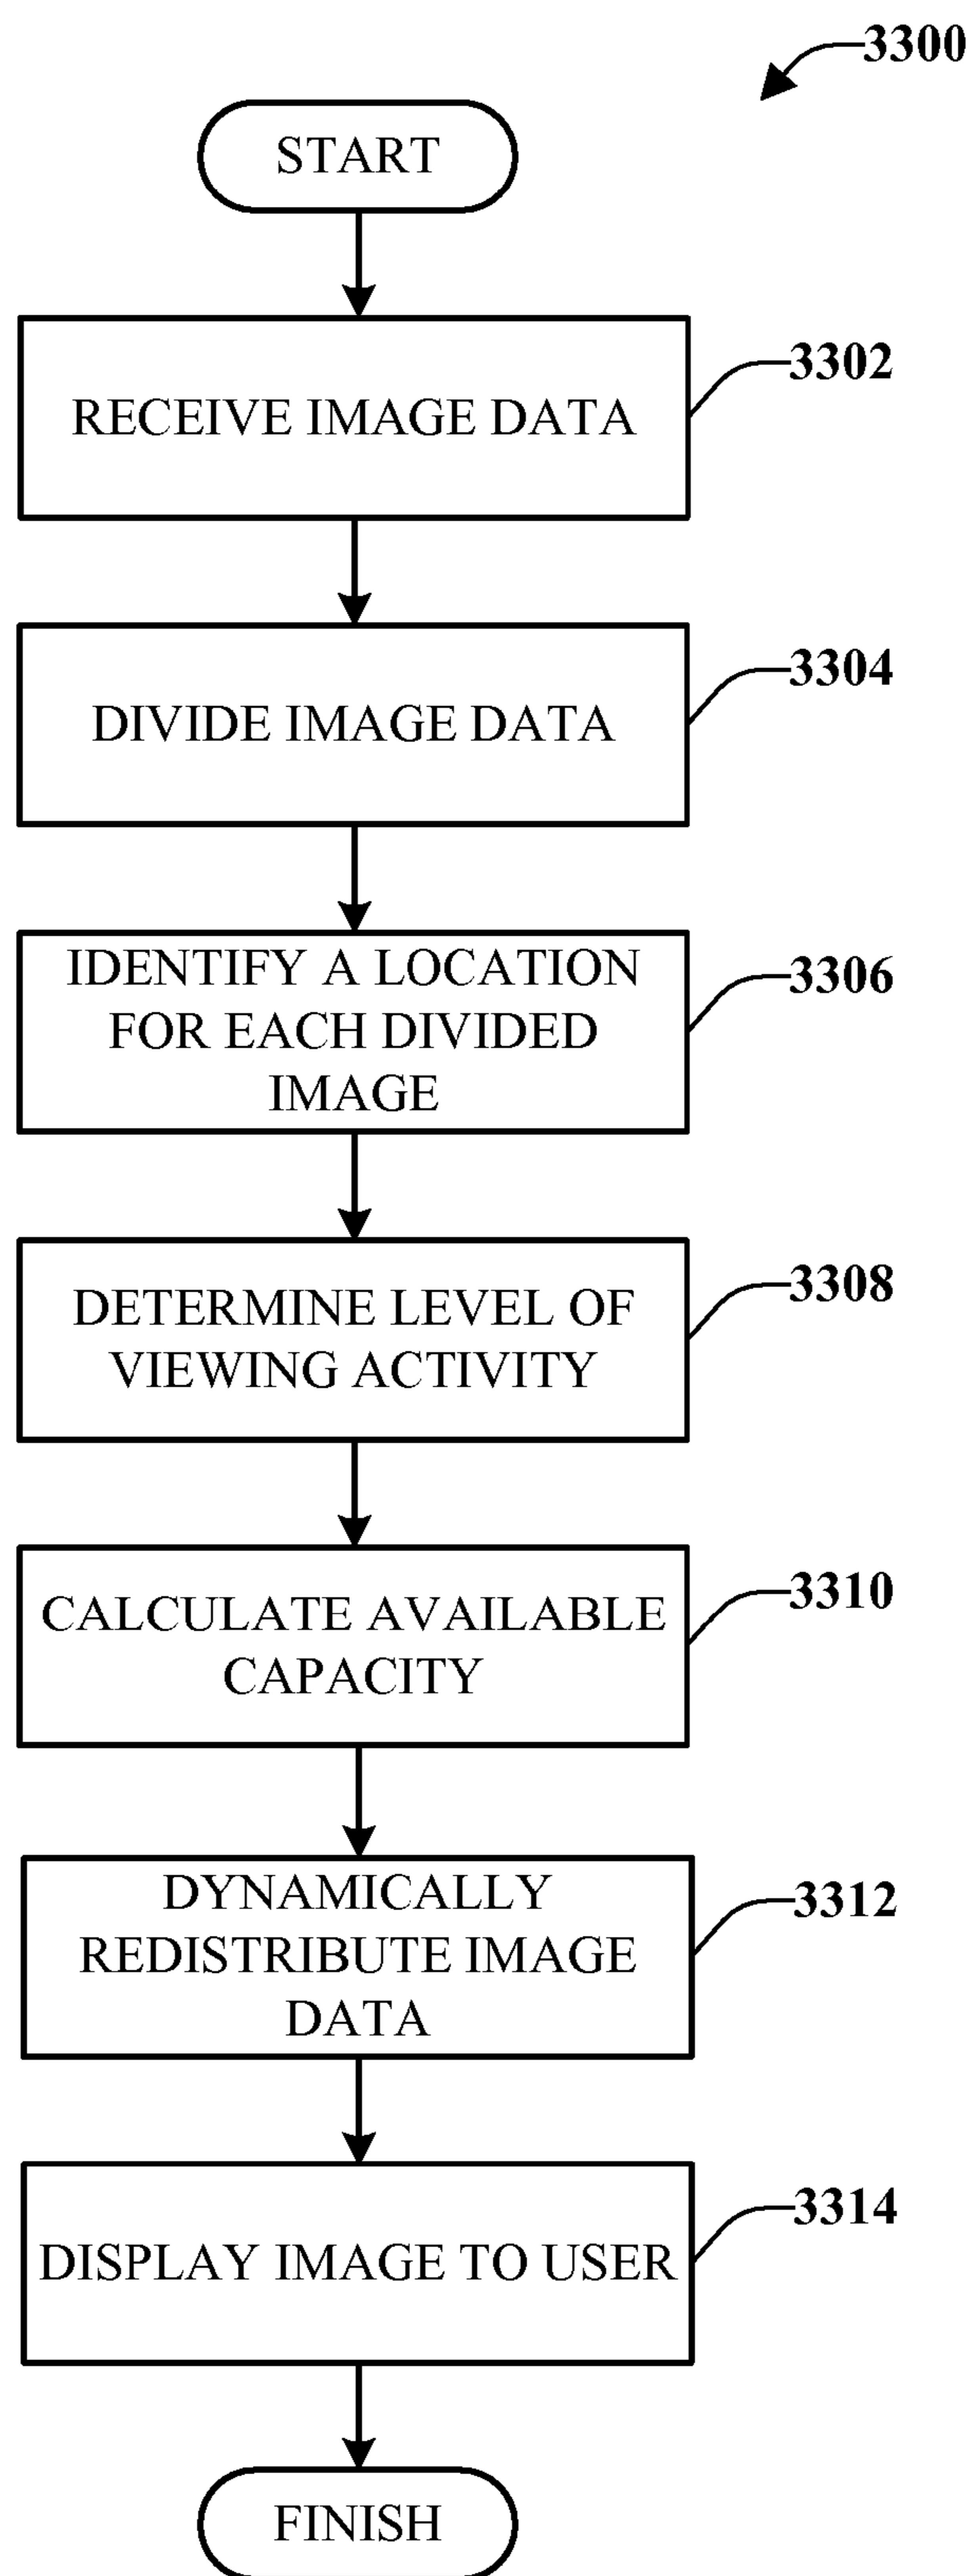 3300
START
RECEIVE IMAGE DATA
3302
DIVIDE IMAGE DATA
3304
IDENTIFY A LOCATION
FOR EACH DIVIDED
IMAGE
3306
DETERMINE LEVEL OF
VIEWING ACTIVITY
3308
CALCULATE AVAILABLE
CAPACITY
3310
DYNAMICALLY
REDISTRIBUTE IMAGE
DATA
3312
DISPLAY IMAGE TO USER
3314
FINISH